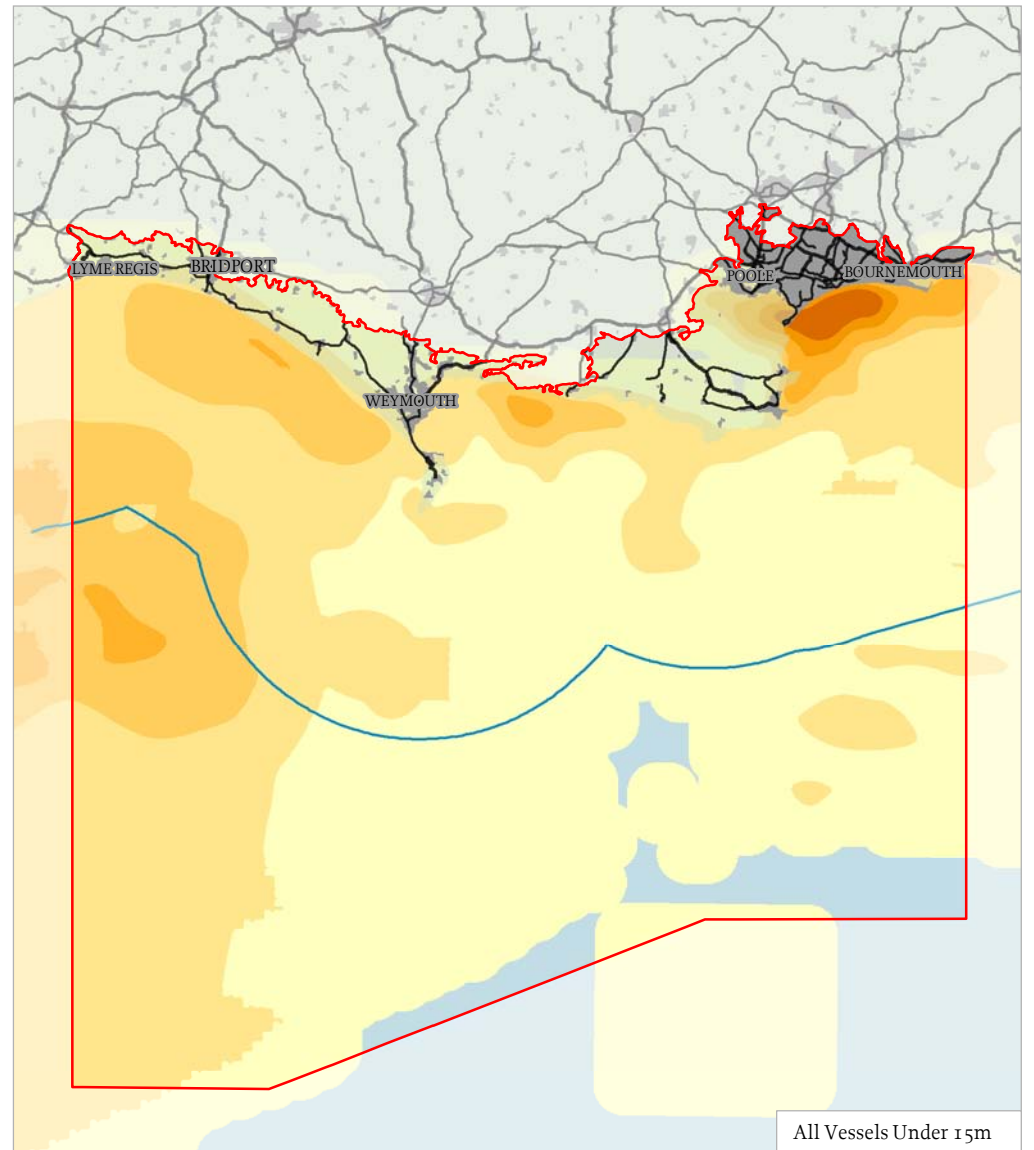 LYME REGIS
BRIDPORT
POOLE
BOURNEMOUTH
WEYMOUTH
All Vessels Under 15m